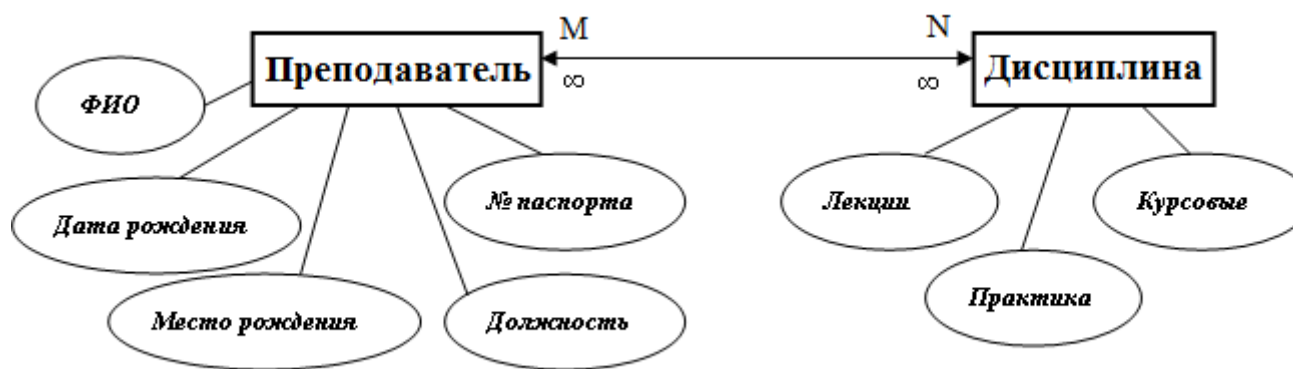 M
N
Преподаватель
∞
∞
Дисциплина
ФИО
Дата рождения
Место рождения
Должность
№ паспорта
Лекции
Практика
Курсовые